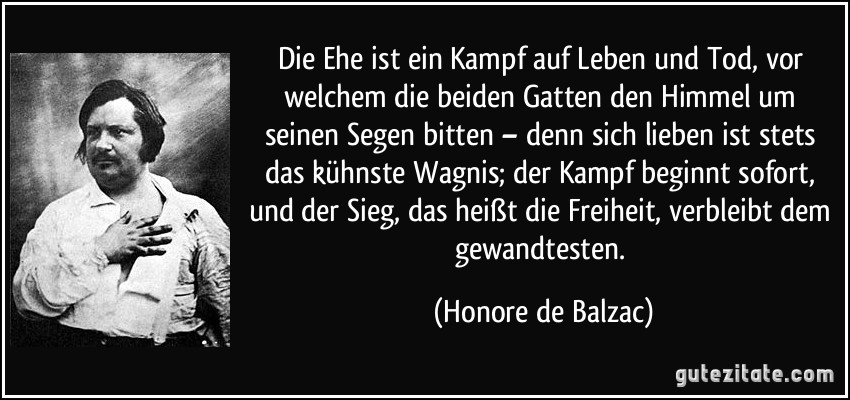 Die Ehe ist ein Kampf auf Leben und Tod, vor
welchem die beiden Gatten den Himmel um
seinen Segen bitten – denn sich lieben ist stets
das kühnste Wagnis; der Kampf beginnt sofort,
und der Sieg, das heißt die Freiheit, verbleibt dem
gewandtesten.
(Honore de Balzac)
gutezitate.com